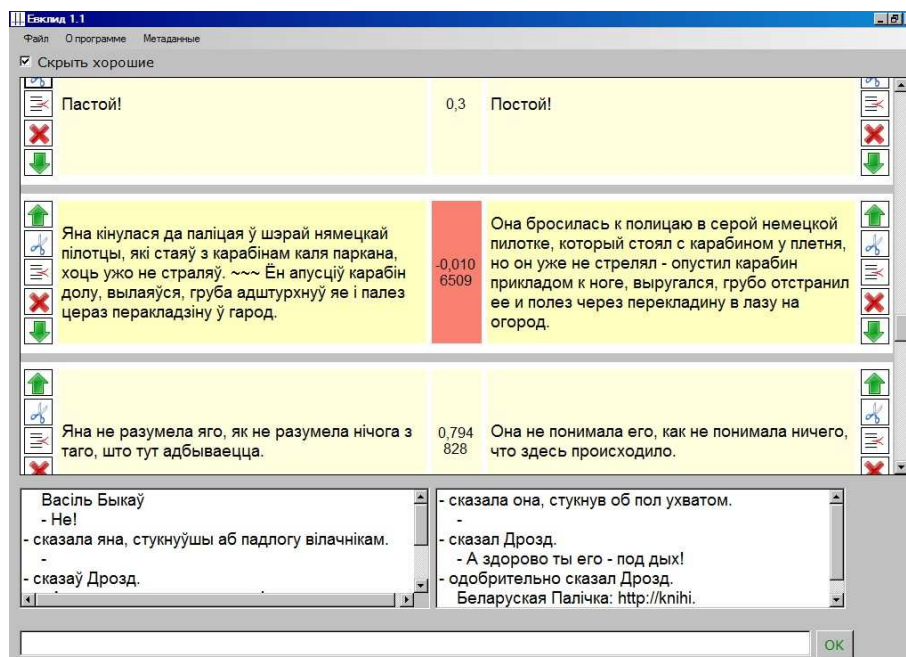 Евклид 1.1
Файл О программе Метаданные
Скрыть хорошие
Пастой!
0,3
Постой!
Яна кінулася да паліцая ў шэрай нямецкай
пілотцы, які стаяў з карабінам каля паркана,
хоць ужо не страляў. ~~~ Ён апусціў карабін
долу, вылаяўся, груба адштурхнуў яе і палез
цераз перакладзіну ў гарод.
-0,010
6509
Она бросилась к полицаю в серой немецкой
пилотке, который стоял с карабином у плетня,
но он уже не стрелял - опустил карабин
прикладом к ноге, выругался, грубо отстранил
ее и полез через перекладину в лазу на
огород.
Яна не разумела яго, як не разумела нічога з
таго, што тут адбываецца.
0,794
828
Она не понимала его, как не понимала ничего,
что здесь происходило.
Васіль Быкаў
- Не!
- сказала яна, стукнуўшы аб падлогу вілачнікам.
-
- сказаў Дрозд.
- сказала она, стукнув об пол ухватом.
-
- сказал Дрозд.
- А здорово ты его - под дых!
- одобрительно сказал Дрозд.
Беларуская Палічка: http://knihi.
OK